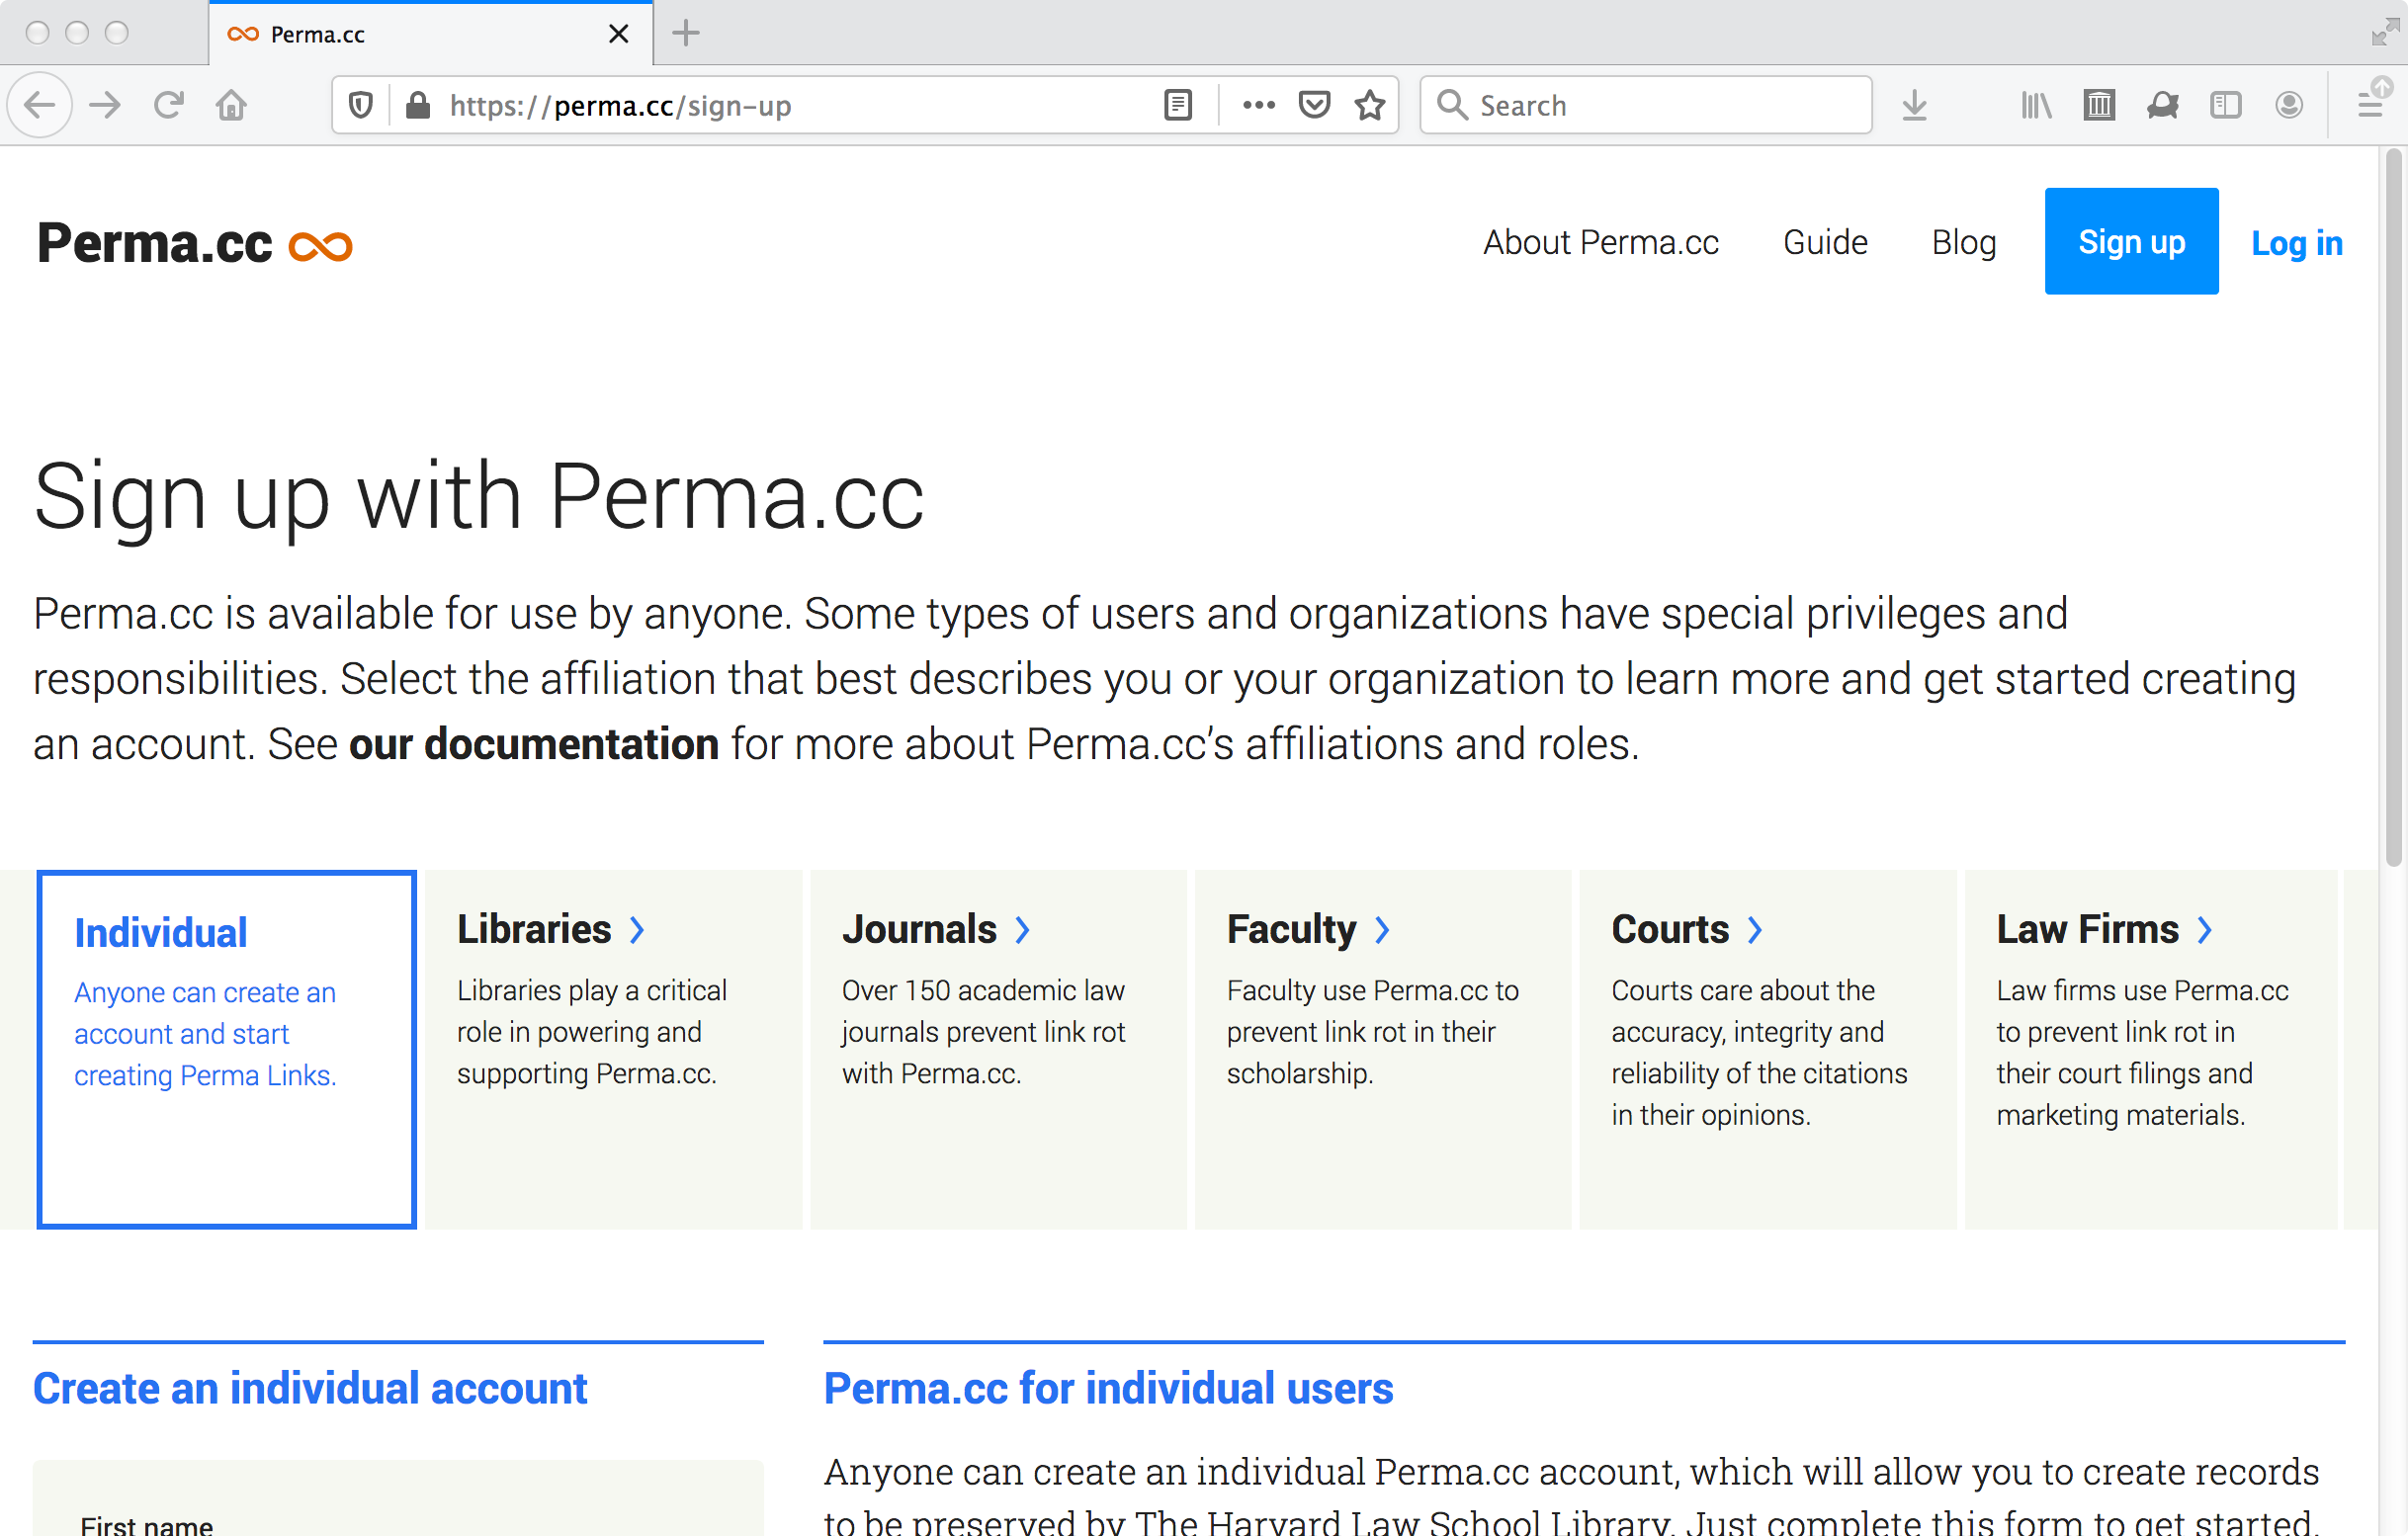 Perma.cc
https://perma.cc/sign-up
Search
Perma.cc
About Perma.cc
Guide
Blog
Sign up
Log in
Sign up with Perma.cc
Perma.cc is available for use by anyone. Some types of users and organizations have special privileges and
responsibilities. Select the affiliation that best describes you or your organization to learn more and get started creating
an account. See our documentation for more about Perma.cc’s affiliations and roles.
Individual
Anyone can create an
account and start
creating Perma Links.
Libraries
Libraries play a critical
role in powering and
supporting Perma.cc.
Journals
Over 150 academic law
journals prevent link rot
with Perma.cc.
Faculty
Faculty use Perma.cc to
prevent link rot in their
scholarship.
Courts
Courts care about the
accuracy, integrity and
reliability of the citations
in their opinions.
Law Firms
Law firms use Perma.cc
to prevent link rot in
their court filings and
marketing materials.
Create an individual account
First name
Perma.cc for individual users
Anyone can create an individual Perma.cc account, which will allow you to create records
to be preserved by The Harvard Law School Library. Just complete this form to get started.